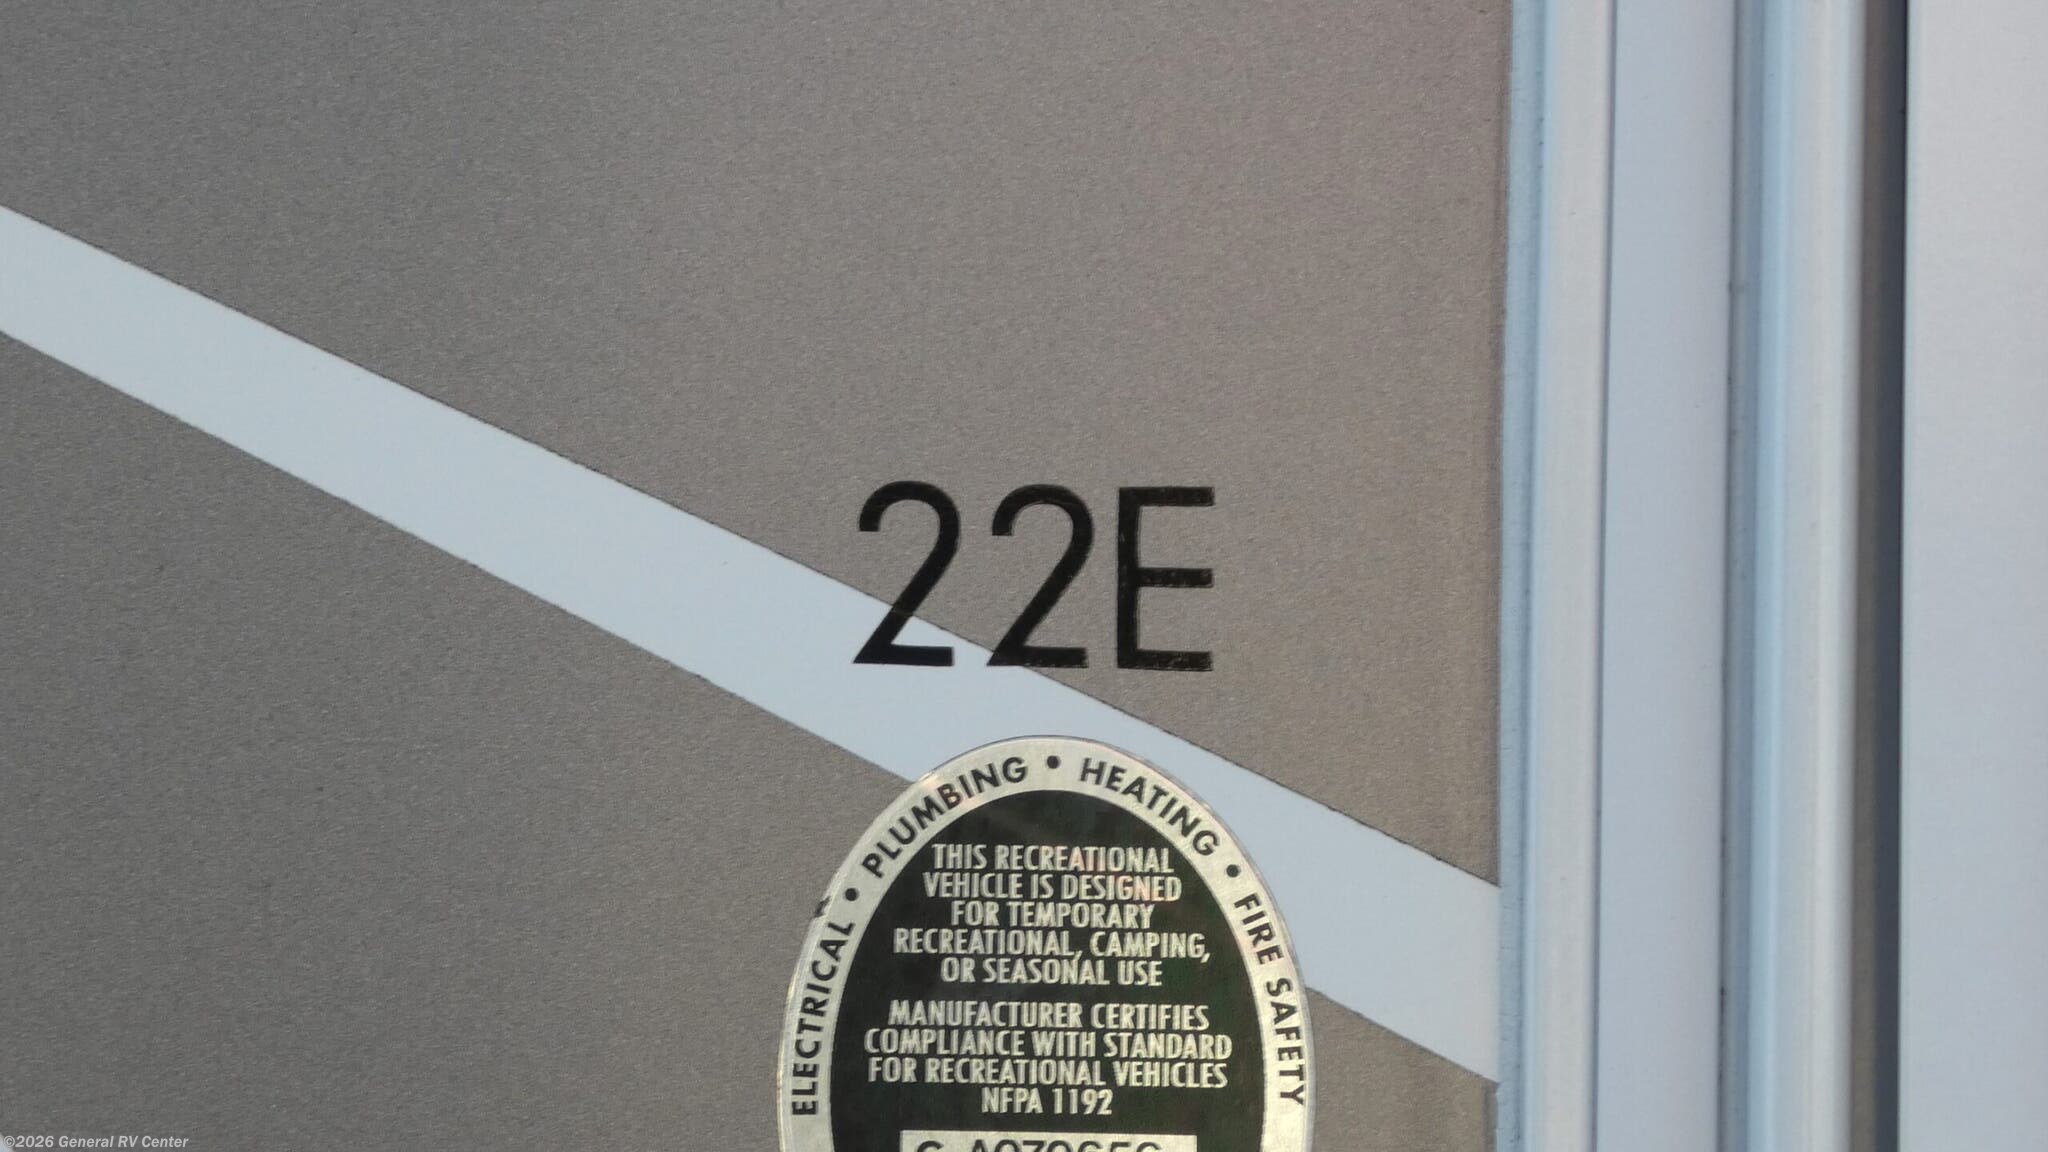 22E
ELECTRICAL • PLUMBING • HEATING • FIRE SAFETY
THIS RECREATIONAL
VEHICLE IS DESIGNED
FOR TEMPORARY
RECREATIONAL, CAMPING,
OR SEASONAL USE
MANUFACTURER CERTIFIES
COMPLIANCE WITH STANDARD
FOR RECREATIONAL VEHICLES
NFPA 1192
©2026 General RV Center